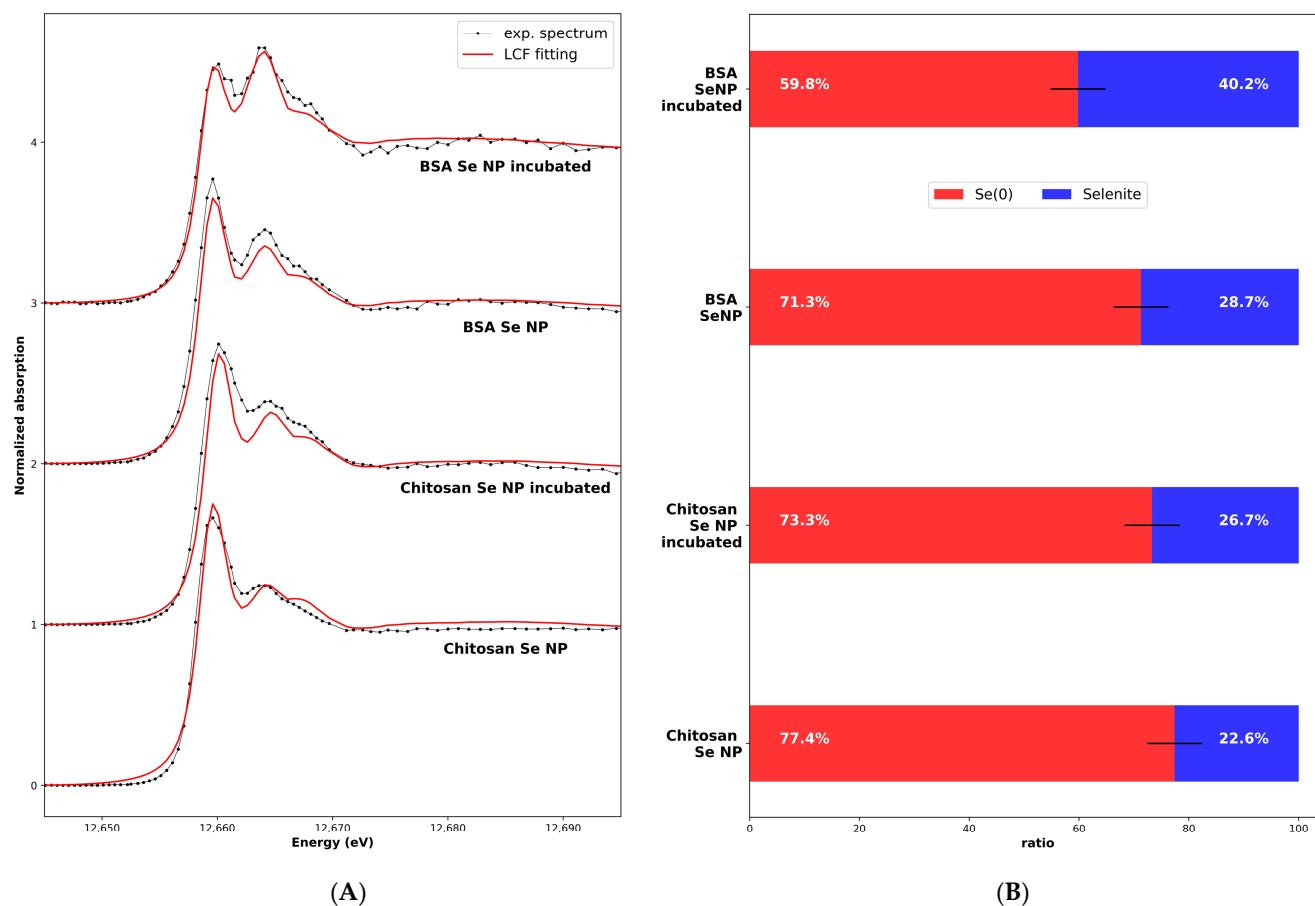 exp. spectrum
LCF fitting
BSA Se NP incubated
BSA Se NP
Chitosan Se NP incubated
Chitosan Se NP
Normalized absorption
4
3
2
1
0
12,650
12,660
12,670
12,680
12,690
Energy (eV)
(A)
BSA
SeNP
incubated
59.8%
40.2%
Se(0)
Selenite
BSA
SeNP
71.3%
28.7%
Chitosan
Se NP
incubated
73.3%
26.7%
Chitosan
Se NP
77.4%
22.6%
0
20
40
60
80
100
ratio
(B)